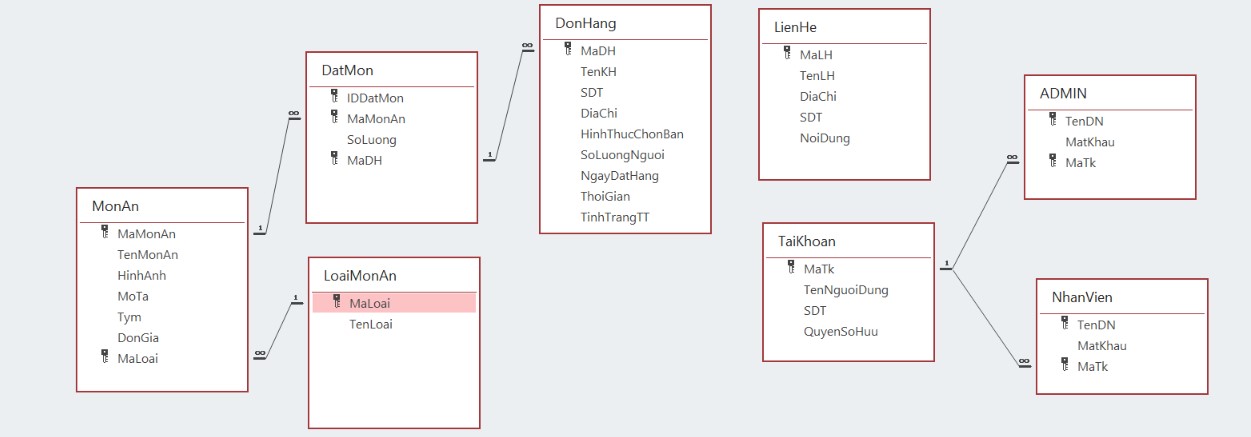 MonAn
MaMonAn
TenMonAn
HinhAnh
MoTa
Tym
DonGia
MaLoai
DatMon
IDDatMon
MaMonAn
SoLuong
MaDH
LoaiMonAn
MaLoai
TenLoai
DonHang
MaDH
TenKH
SDT
DiaChi
HinhThucChonBan
SoLuongNguoi
NgayDatHang
ThoiGian
TinhTrangTT
LienHe
MaLH
TenLH
DiaChi
SDT
NoiDung
TaiKhoan
MaTk
TenNguoiDung
SDT
QuyenSoHuu
ADMIN
TenDN
MatKhau
MaTk
NhanVien
TenDN
MatKhau
MaTk
1
∞
1
∞
1
∞
1
∞
∞